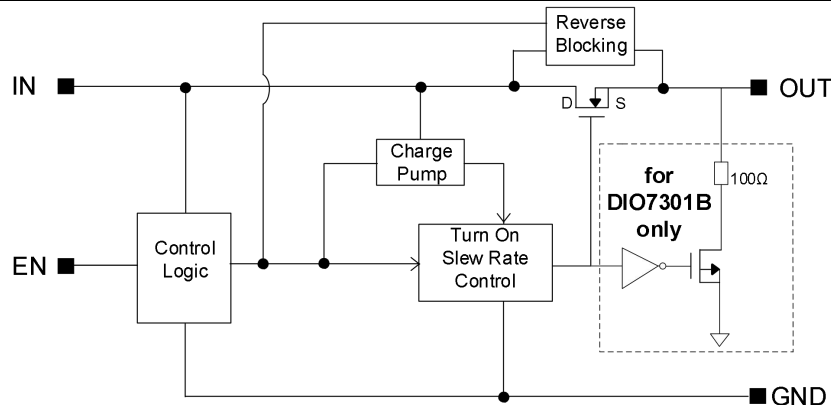 Reverse
Blocking
IN
OUT
D
S
Charge
Pump
for
DIO7301B
only
100Ω
Control
Logic
Turn On
Slew Rate
Control
EN
GND